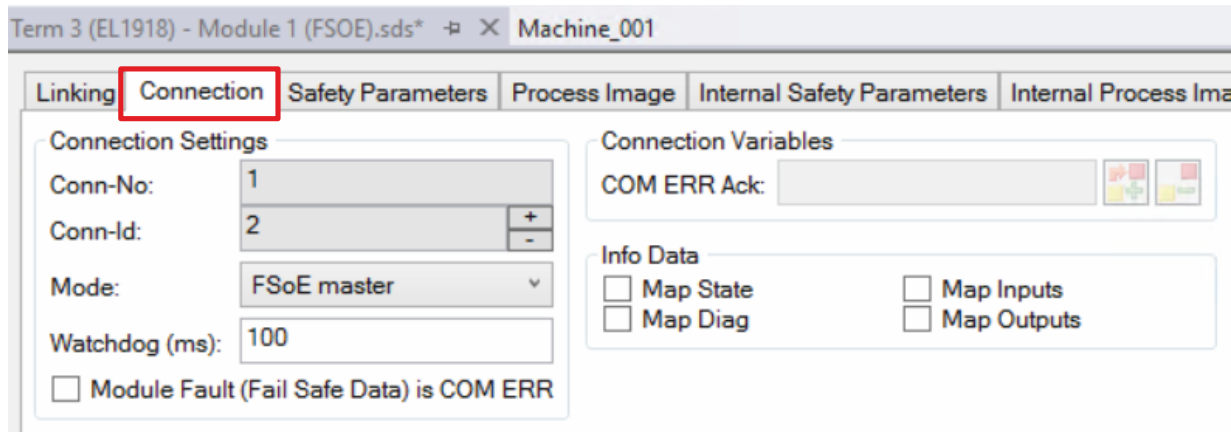 Term 3 (EL1918) - Module 1 (FSOE).sds* Machine_001
Linking Connection Safety Parameters Process Image Internal Safety Parameters Internal Process Ima
Connection Settings
Conn-No: 1
Conn-Id: 2 + -
Mode: FSoE master
Watchdog (ms): 100
Module Fault (Fail Safe Data) is COM ERR
Connection Variables
COM ERR Ack:
Info Data
Map State Map Inputs
Map Diag Map Outputs